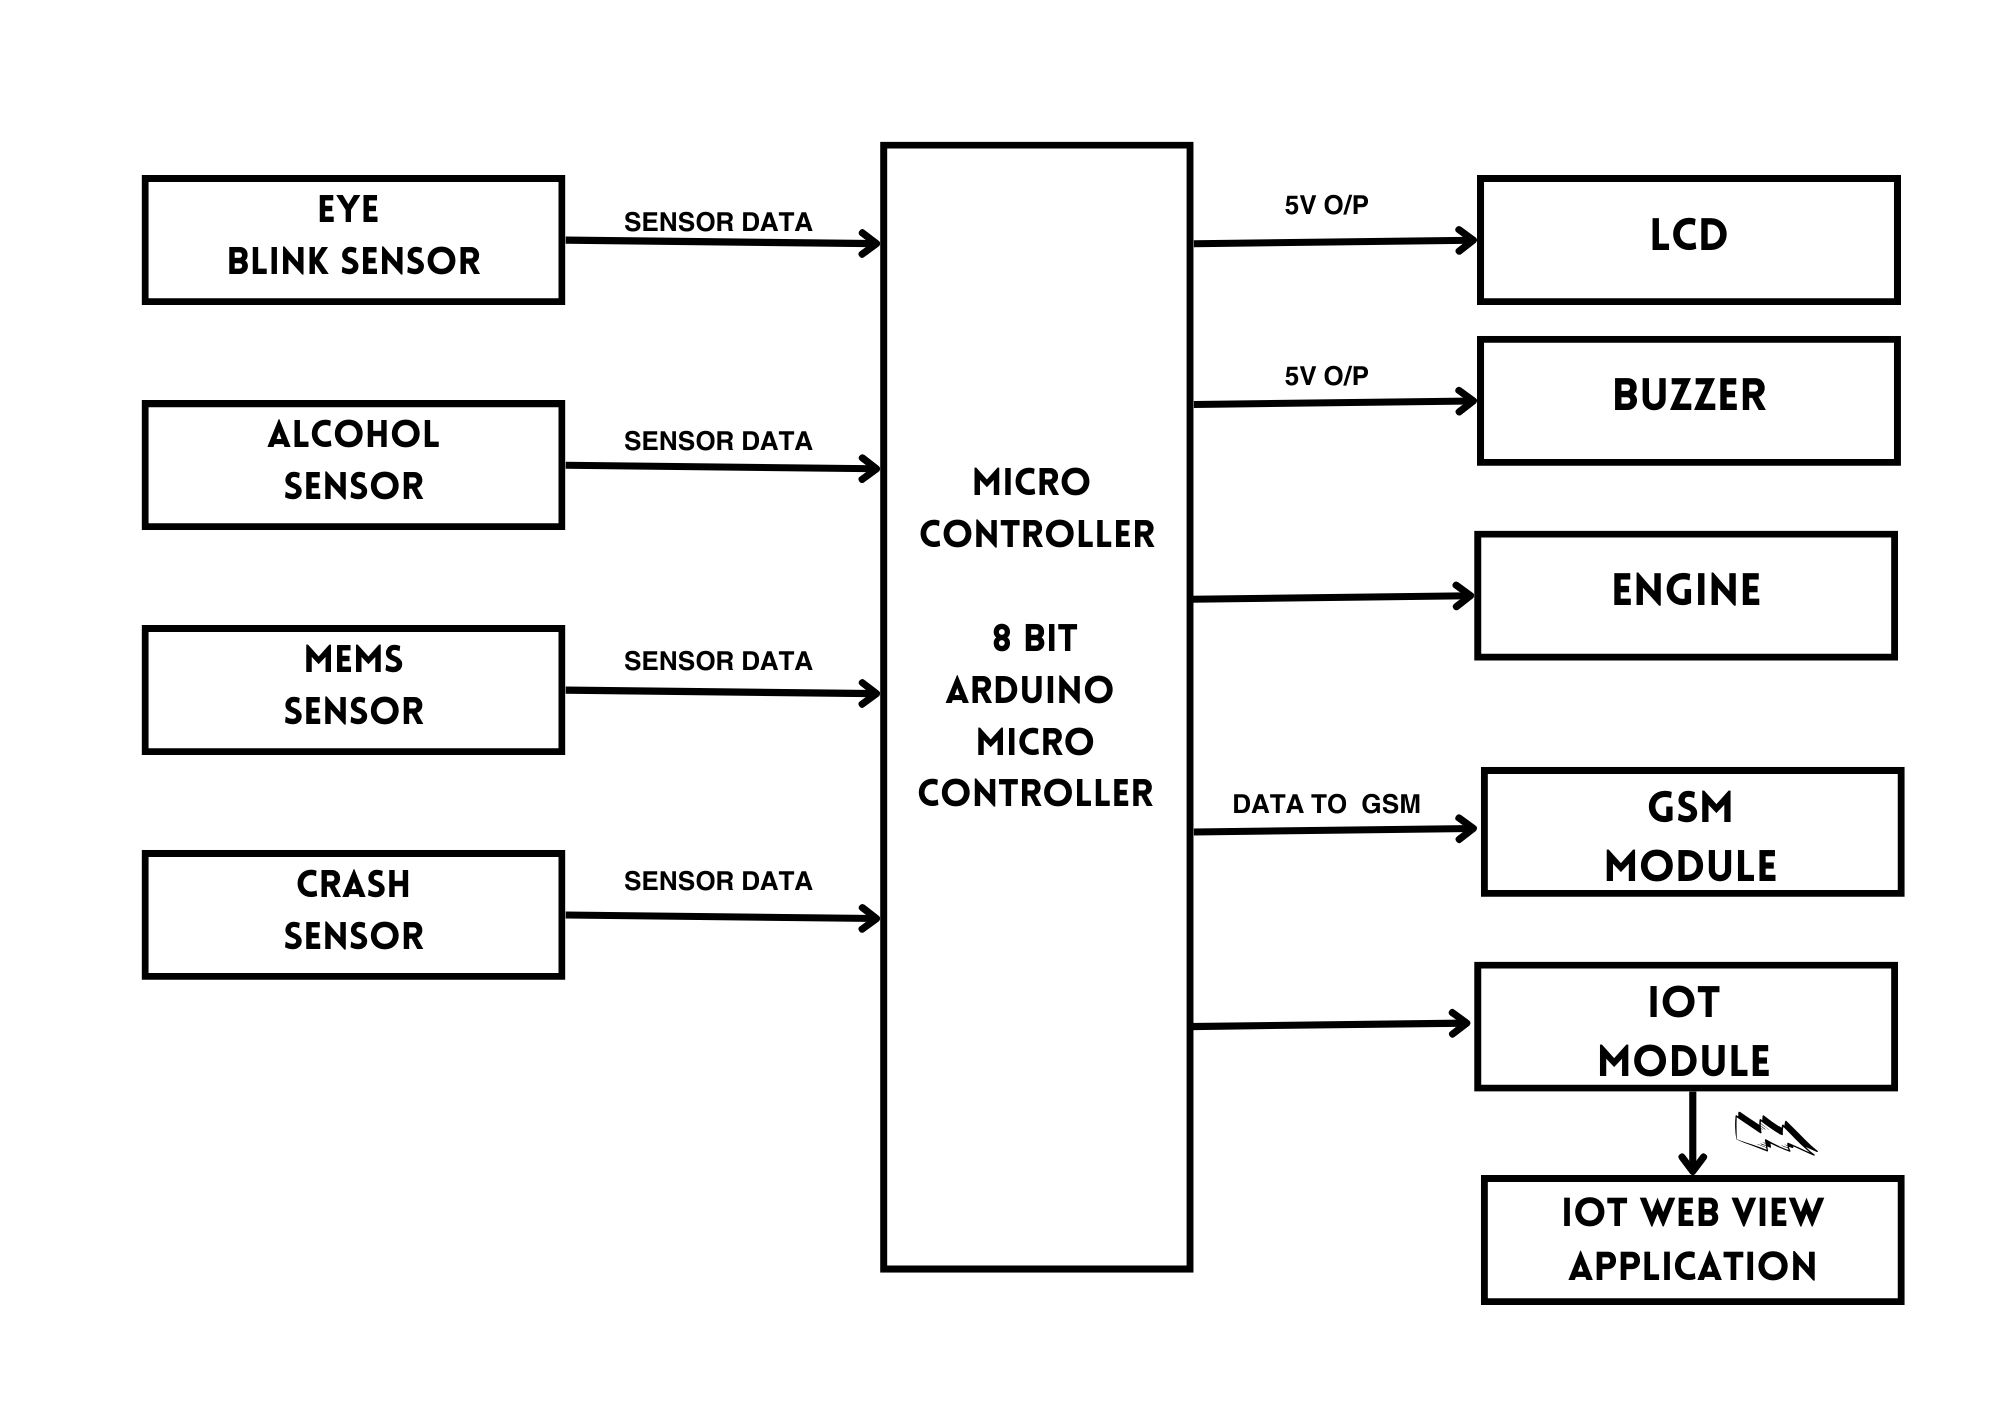 EYE
BLINK SENSOR
SENSOR DATA
ALCOHOL
SENSOR
SENSOR DATA
MEMS
SENSOR
SENSOR DATA
CRASH
SENSOR
SENSOR DATA
MICRO
CONTROLLER
8 BIT
ARDUINO
MICRO
CONTROLLER
5V O/P
LCD
5V O/P
BUZZER
ENGINE
DATA TO GSM
GSM
MODULE
IOT
MODULE
IOT WEB VIEW
APPLICATION